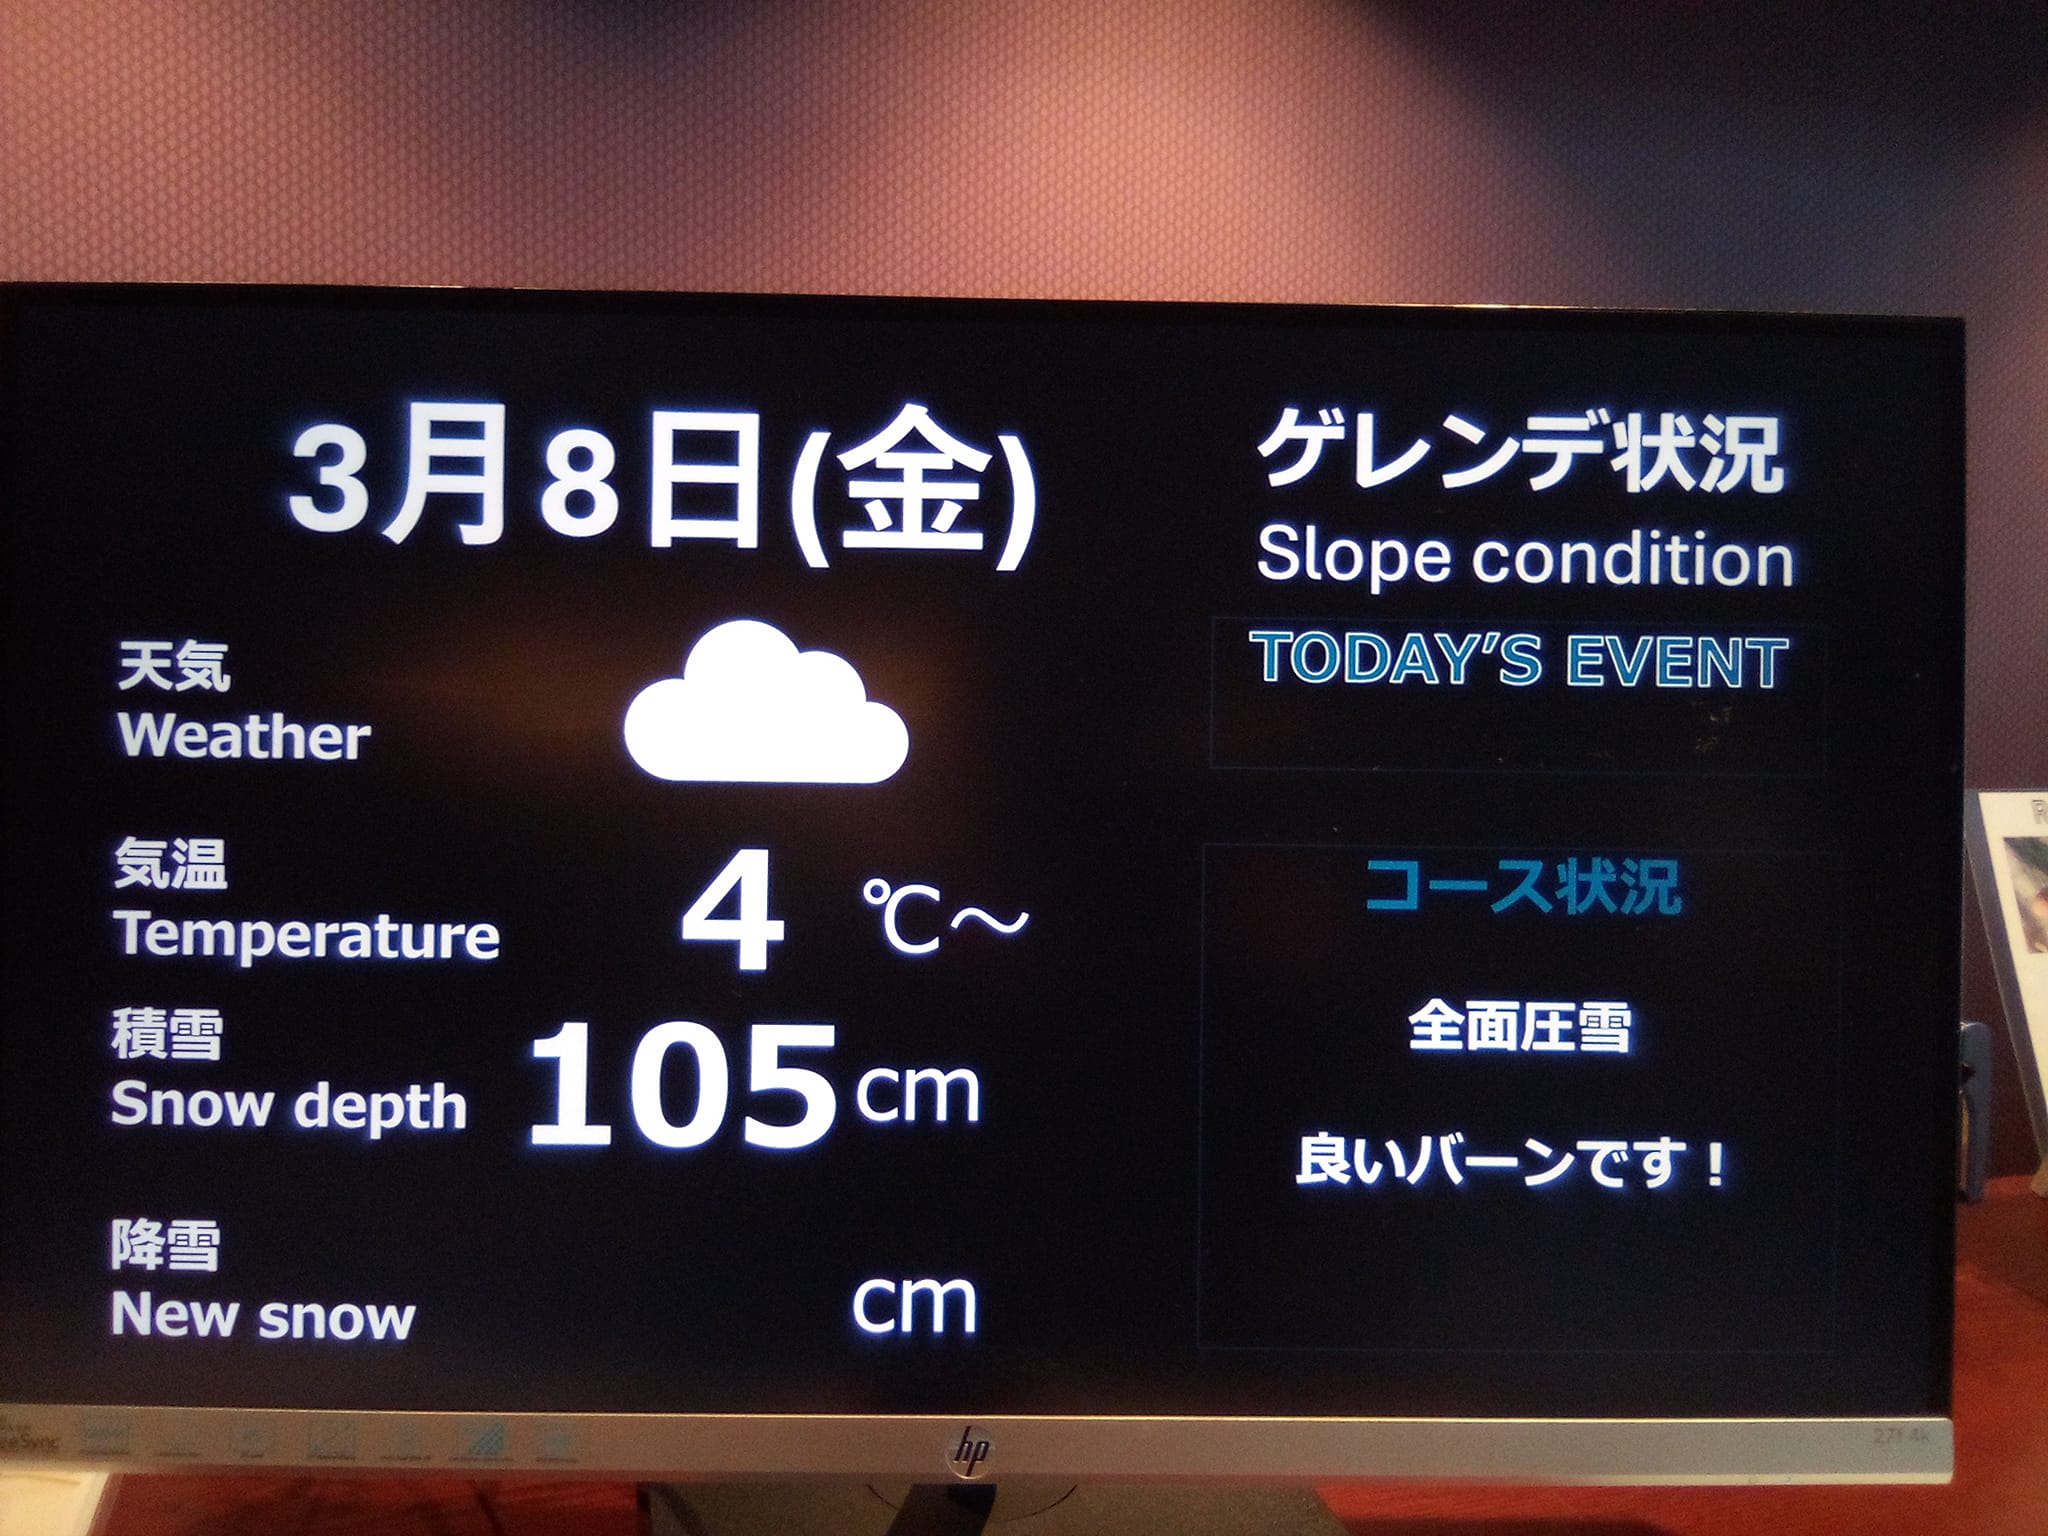 3月8日(金)
天気
Weather
気温
Temperature
4 ℃～
積雪
Snow depth
105 cm
降雪
New snow
cm
ゲレンデ状況
Slope condition
TODAY'S EVENT
コース状況
全面圧雪
良いバーンです！
hp
27f 4k